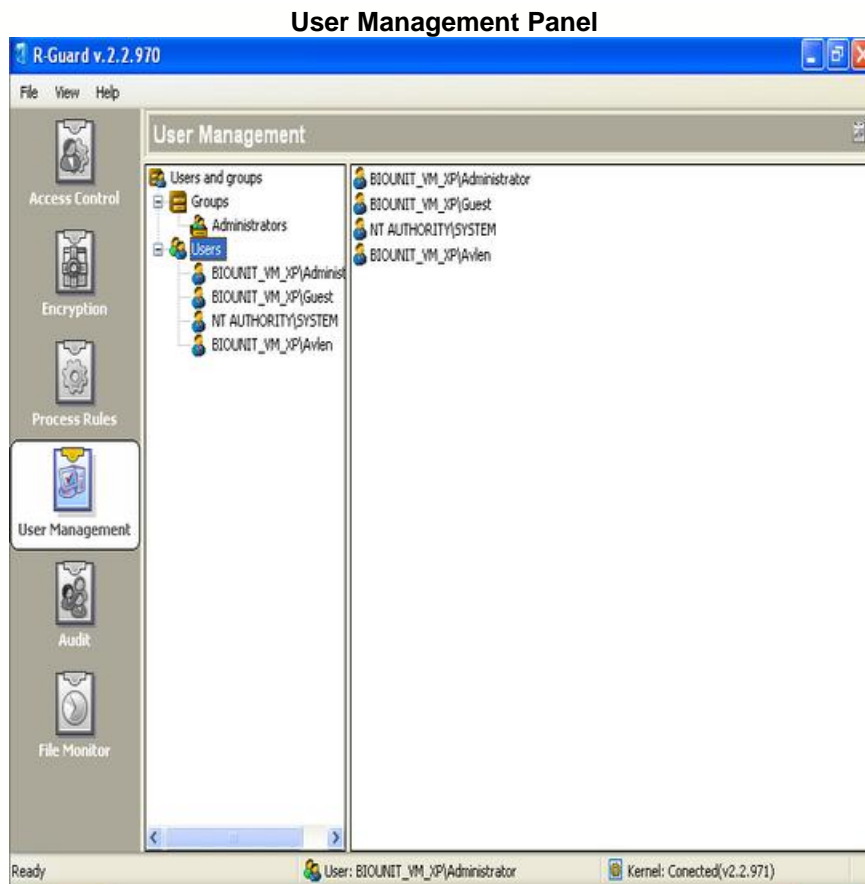 User Management Panel
R-Guard v.2.2.970
File View Help
User Management
Access Control
Encryption
Process Rules
User Management
Audit
File Monitor
Users and groups
Groups
Administrators
Users
BIOUNIT_VM_XP\Administ
BIOUNIT_VM_XP\Guest
NT AUTHORITY\SYSTEM
BIOUNIT_VM_XP\Avlen
BIOUNIT_VM_XP\Administrator
BIOUNIT_VM_XP\Guest
NT AUTHORITY\SYSTEM
BIOUNIT_VM_XP\Avlen
Ready User: BIOUNIT_VM_XP\Administrator Kernel: Conected(v2.2.971)